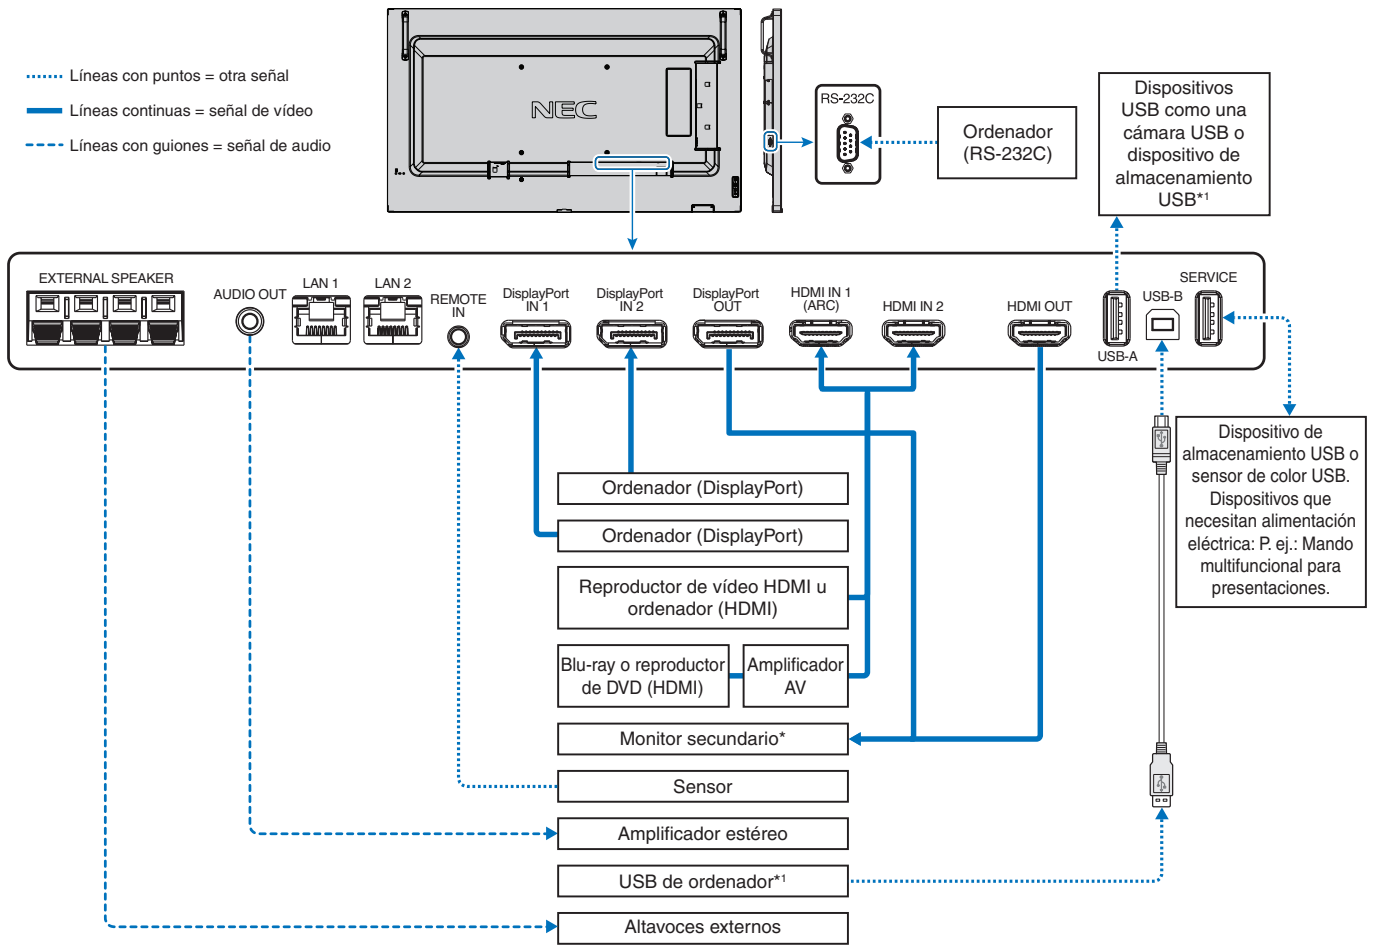 Líneas con puntos = otra señal
Líneas continuas = señal de vídeo
Líneas con guiones = señal de audio
NEC
RS-232C
Ordenador
(RS-232C)
Dispositivos
USB como una
cámara USB o
dispositivo de
almacenamiento
USB*1
EXTERNAL SPEAKER
AUDIO OUT
LAN 1
LAN 2
REMOTE
IN
DisplayPort
IN 1
DisplayPort
IN 2
DisplayPort
OUT
HDMI IN 1
(ARC)
HDMI IN 2
HDMI OUT
USB-A
USB-B
SERVICE
Ordenador (DisplayPort)
Ordenador (DisplayPort)
Reproductor de vídeo HDMI u
ordenador (HDMI)
Blu-ray o reproductor
de DVD (HDMI)
Amplificador
AV
Monitor secundario*
Sensor
Amplificador estéreo
USB de ordenador*1
Altavoces externos
Dispositivo de
almacenamiento USB o
sensor de color USB.
Dispositivos que
necesitan alimentación
eléctrica: P. ej.: Mando
multifuncional para
presentaciones.